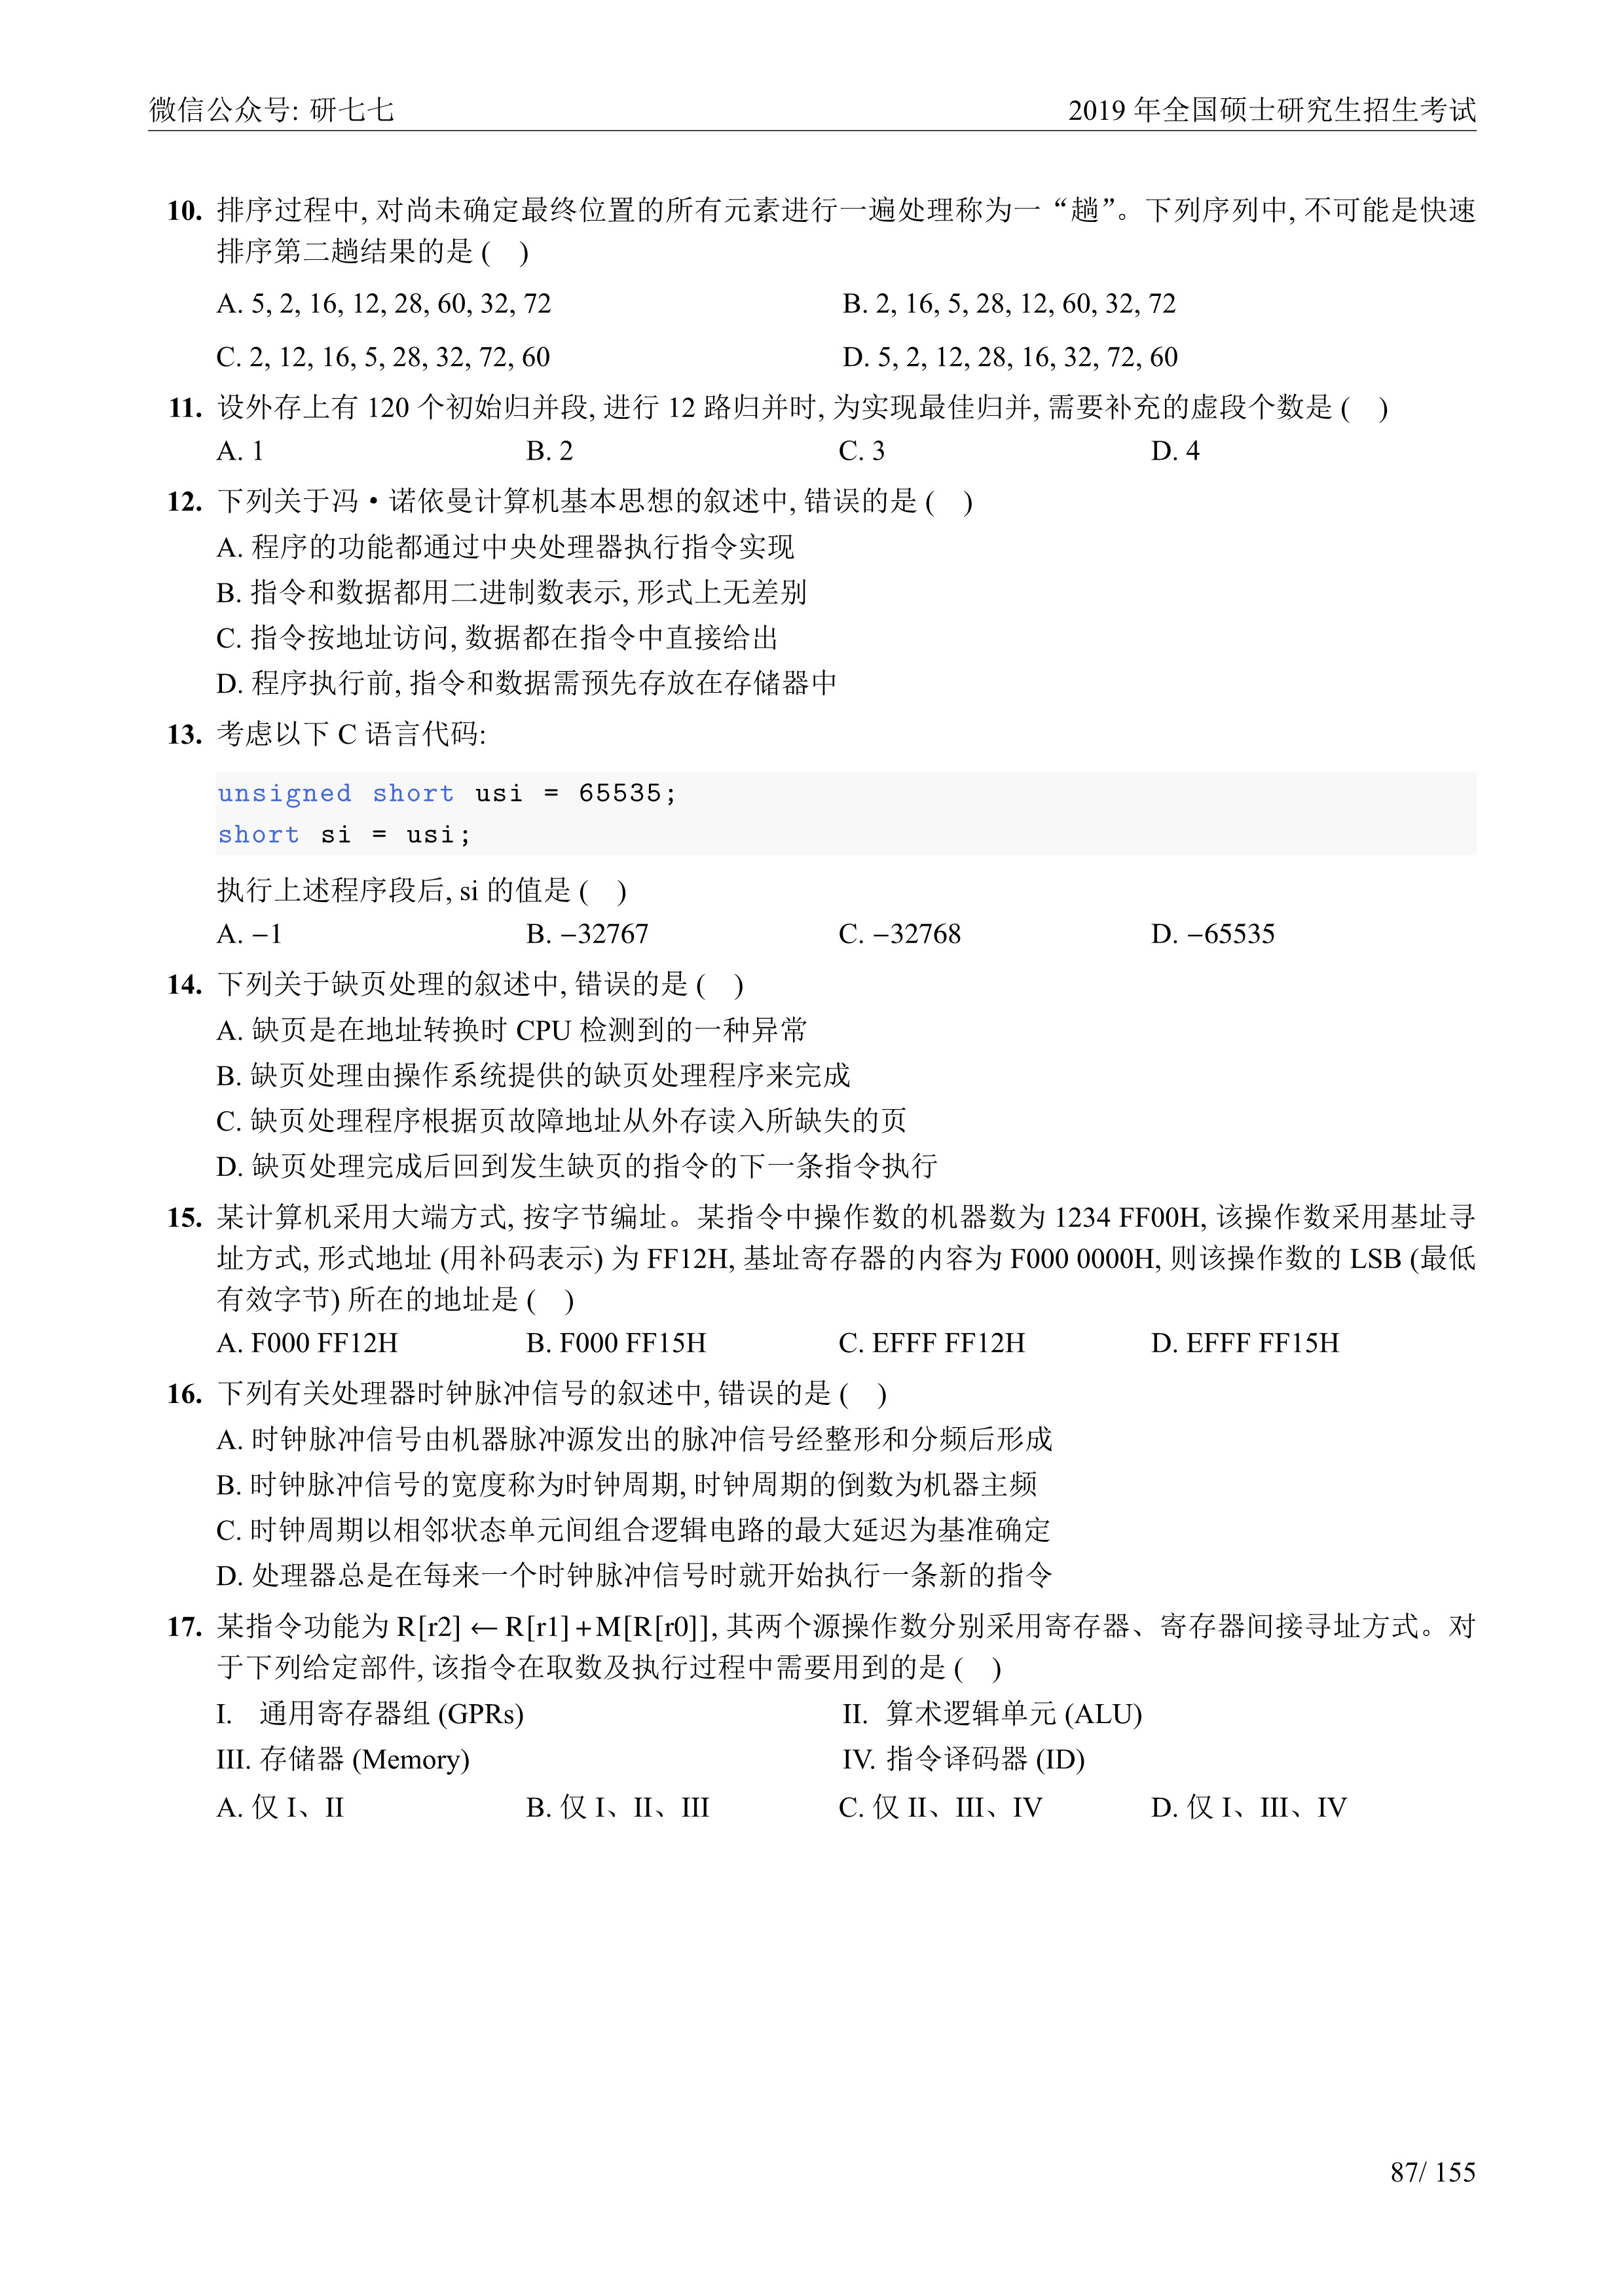 微信公众号: 研七七
2019 年全国硕士研究生招生考试
10. 排序过程中, 对尚未确定最终位置的所有元素进行一遍处理称为一“趟”。下列序列中, 不可能是快速
排序第二趟结果的是 ( )
A. 5, 2, 16, 12, 28, 60, 32, 72
B. 2, 16, 5, 28, 12, 60, 32, 72
C. 2, 12, 16, 5, 28, 32, 72, 60
D. 5, 2, 12, 28, 16, 32, 72, 60
11. 设外存上有 120 个初始归并段, 进行 12 路归并时, 为实现最佳归并, 需要补充的虚段个数是 ( )
A. 1 B. 2 C. 3 D. 4
12. 下列关于冯・诺依曼计算机基本思想的叙述中, 错误的是 ( )
A. 程序的功能都通过中央处理器执行指令实现
B. 指令和数据都用二进制数表示, 形式上无差别
C. 指令按地址访问, 数据都在指令中直接给出
D. 程序执行前, 指令和数据需预先存放在存储器中
13. 考虑以下 C 语言代码:
unsigned short usi = 65535;
short si = usi;
执行上述程序段后, si 的值是 ( )
A. −1 B. −32767 C. −32768 D. −65535
14. 下列关于缺页处理的叙述中, 错误的是 ( )
A. 缺页是在地址转换时 CPU 检测到的一种异常
B. 缺页处理由操作系统提供的缺页处理程序来完成
C. 缺页处理程序根据页故障地址从外存读入所缺失的页
D. 缺页处理完成后回到发生缺页的指令的下一条指令执行
15. 某计算机采用大端方式, 按字节编址。某指令中操作数的机器数为 1234 FF00H, 该操作数采用基址寻
址方式, 形式地址 (用补码表示) 为 FF12H, 基址寄存器的内容为 F000 0000H, 则该操作数的 LSB (最低
有效字节) 所在的地址是 ( )
A. F000 FF12H B. F000 FF15H C. EFFF FF12H D. EFFF FF15H
16. 下列有关处理器时钟脉冲信号的叙述中, 错误的是 ( )
A. 时钟脉冲信号由机器脉冲源发出的脉冲信号经整形和分频后形成
B. 时钟脉冲信号的宽度称为时钟周期, 时钟周期的倒数为机器主频
C. 时钟周期以相邻状态单元间组合逻辑电路的最大延迟为基准确定
D. 处理器总是在每来一个时钟脉冲信号时就开始执行一条新的指令
17. 某指令功能为 R[r2] ← R[r1] + M[R[r0]], 其两个源操作数分别采用寄存器、寄存器间接寻址方式。对
于下列给定部件, 该指令在取数及执行过程中需要用到的是 ( )
I. 通用寄存器组 (GPRs)
II. 算术逻辑单元 (ALU)
III. 存储器 (Memory)
IV. 指令译码器 (ID)
A. 仅 I、II B. 仅 I、II、III C. 仅 II、III、IV D. 仅 I、III、IV
87/ 155